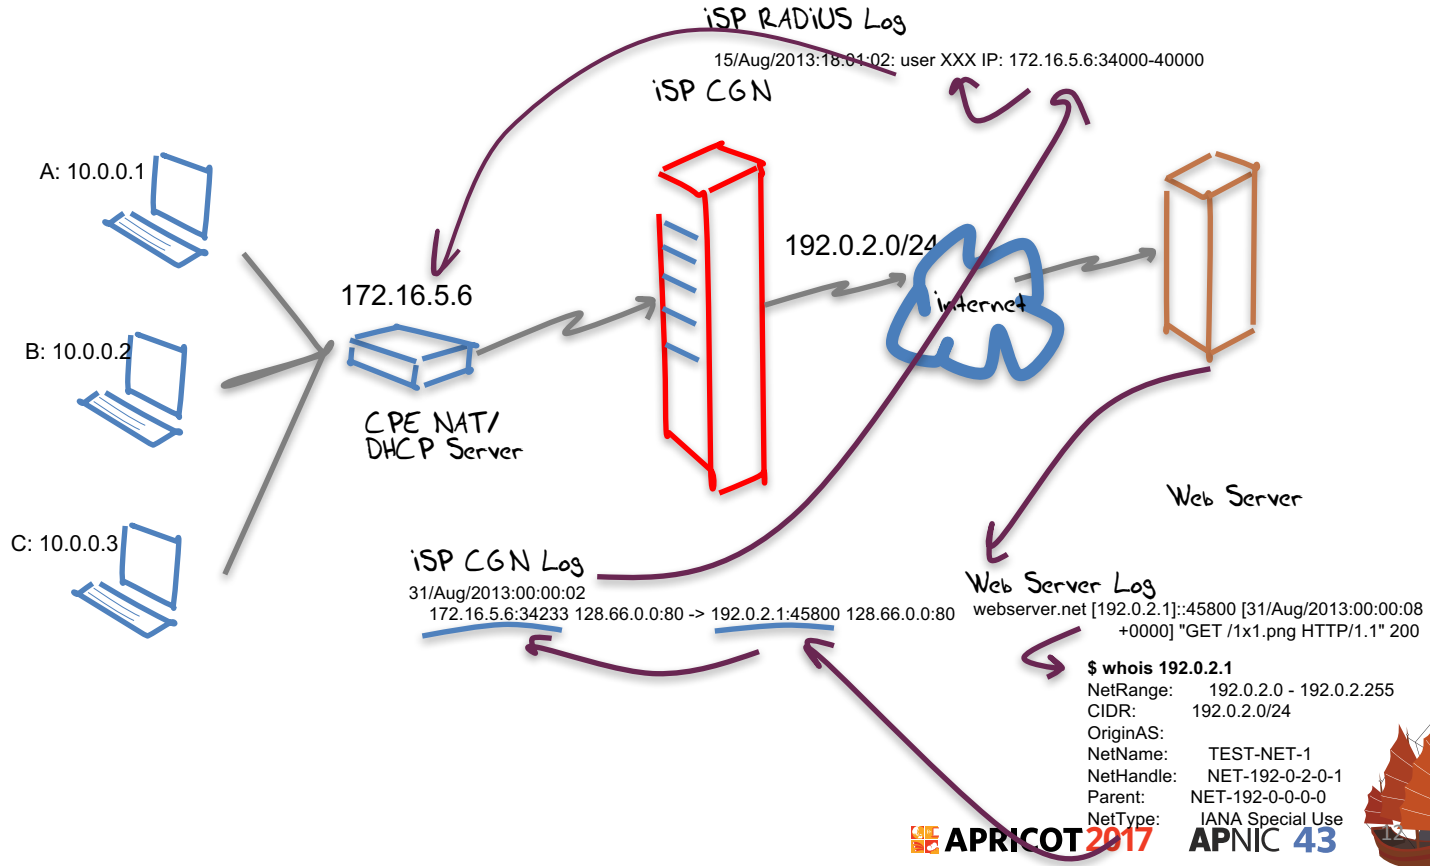 iSP RADiUS Log
15/Aug/2013:18:01:02: user XXX IP: 172.16.5.6:34000-40000
iSP CGN
A: 10.0.0.1
192.0.2.0/24
172.16.5.6
internet
B: 10.0.0.2
CPE NAT/
DHCP Server
Web Server
C: 10.0.0.3
iSP CGN Log
31/Aug/2013:00:00:02
172.16.5.6:34233 128.66.0.0:80 -> 192.0.2.1:45800 128.66.0.0:80
Web Server Log
webserver.net [192.0.2.1]::45800 [31/Aug/2013:00:00:08
+0000] "GET /1x1.png HTTP/1.1" 200
$ whois 192.0.2.1
NetRange: 192.0.2.0 - 192.0.2.255
CIDR: 192.0.2.0/24
OriginAS:
NetName: TEST-NET-1
NetHandle: NET-192-0-2-0-1
Parent: NET-192-0-0-0-0
NetType: IANA Special Use
APRICOT 2017 APNIC 43
12